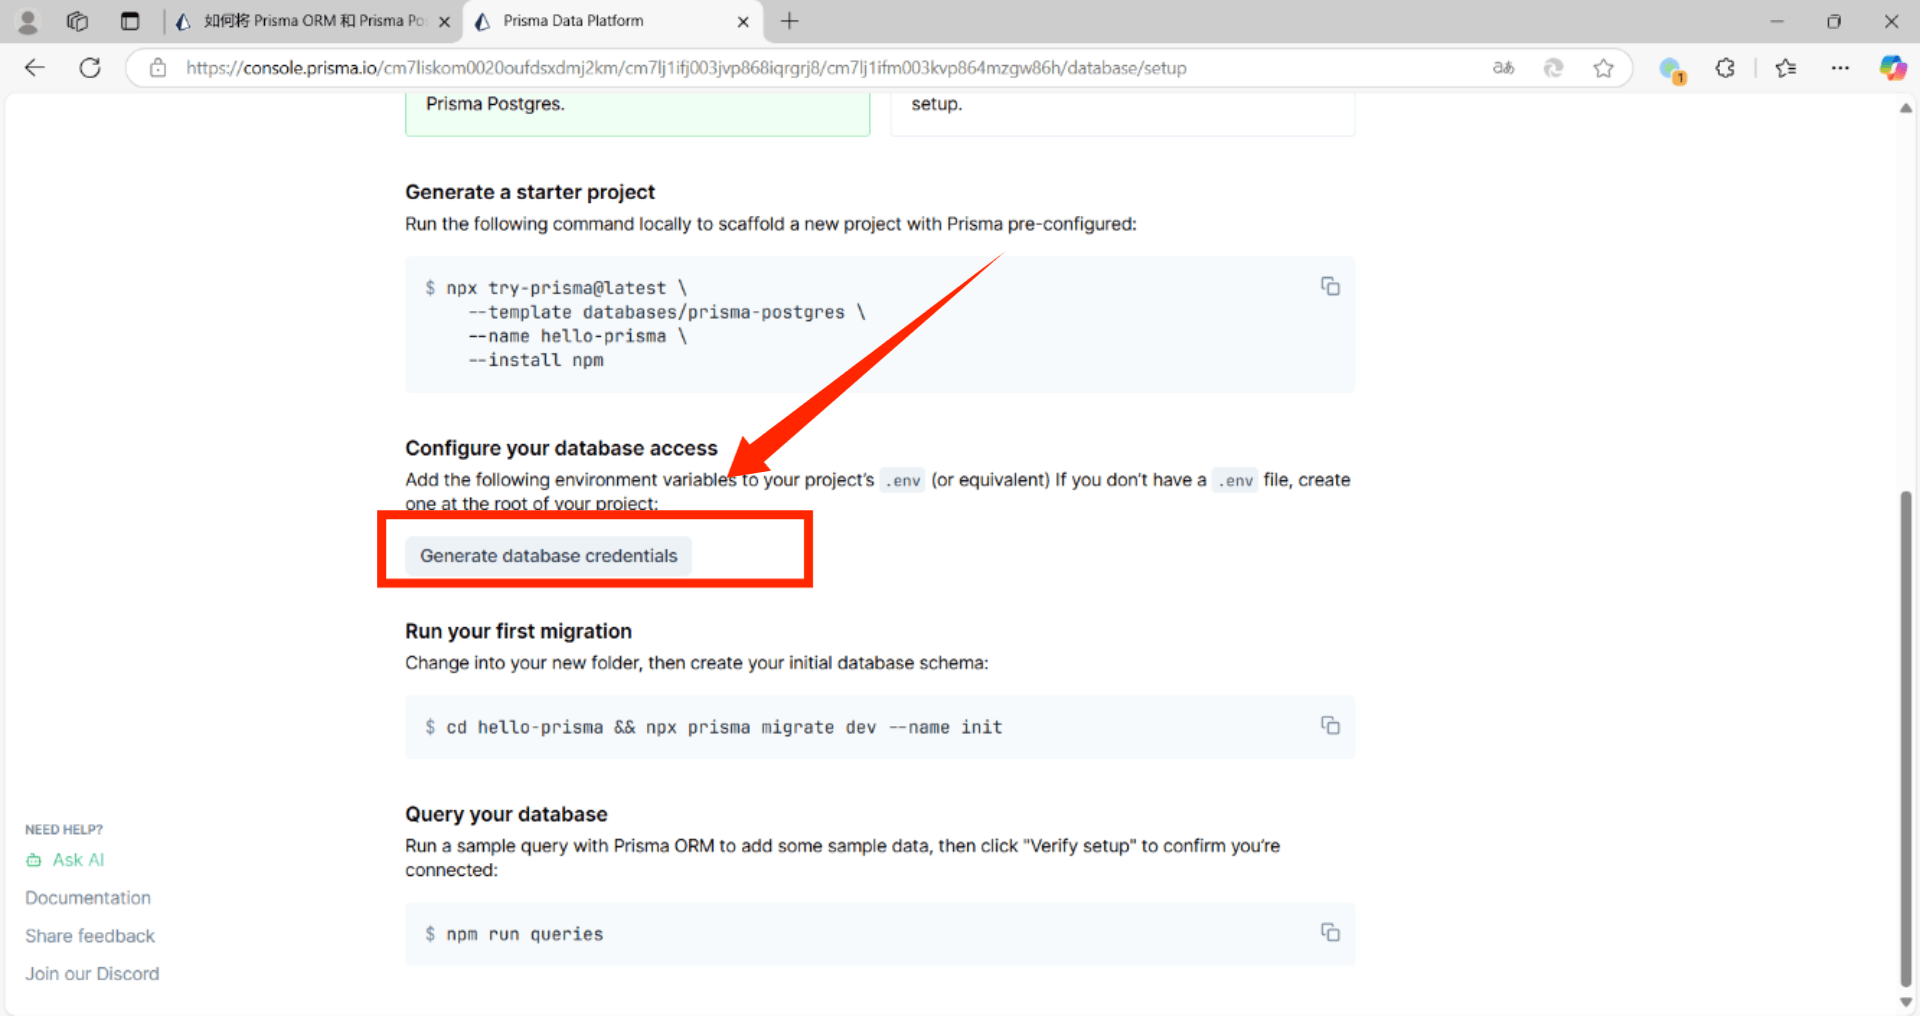 如何将 Prisma ORM 和 Prisma Po
Prisma Data Platform
https://console.prisma.io/cm7liskom0020oufdsxdmj2km/cm7lj1ifj003jvp868iqrgrj8/cm7lj1ifm003kvp864mzgw86h/database/setup
aあ
1
Prisma Postgres.
setup.
Generate a starter project
Run the following command locally to scaffold a new project with Prisma pre-configured:
$ npx try-prisma@latest \
--template databases/prisma-postgres \
--name hello-prisma \
--install npm
Configure your database access
Add the following environment variables to your project's .env (or equivalent) If you don't have a .env file, create
one at the root of your project:
Generate database credentials
Run your first migration
Change into your new folder, then create your initial database schema:
$ cd hello-prisma && npx prisma migrate dev --name init
Query your database
Run a sample query with Prisma ORM to add some sample data, then click "Verify setup" to confirm you're
connected:
$ npm run queries
NEED HELP?
Ask AI
Documentation
Share feedback
Join our Discord